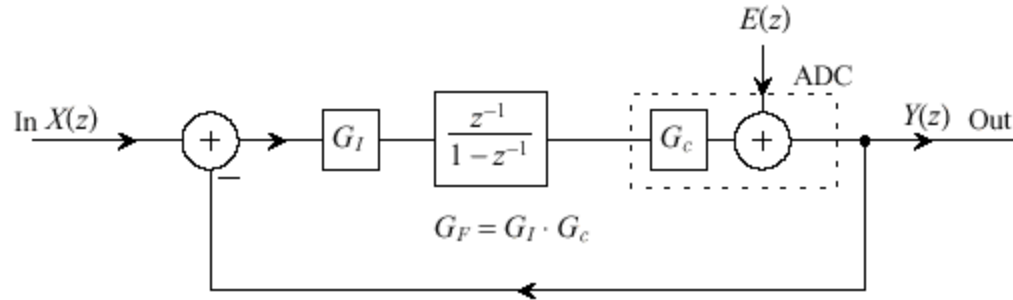 E(z)
ADC
In X(z)
+
G_I
z^{-1}
1 − z^{-1}
G_c
+
Y(z) Out
−
G_F = G_I · G_c